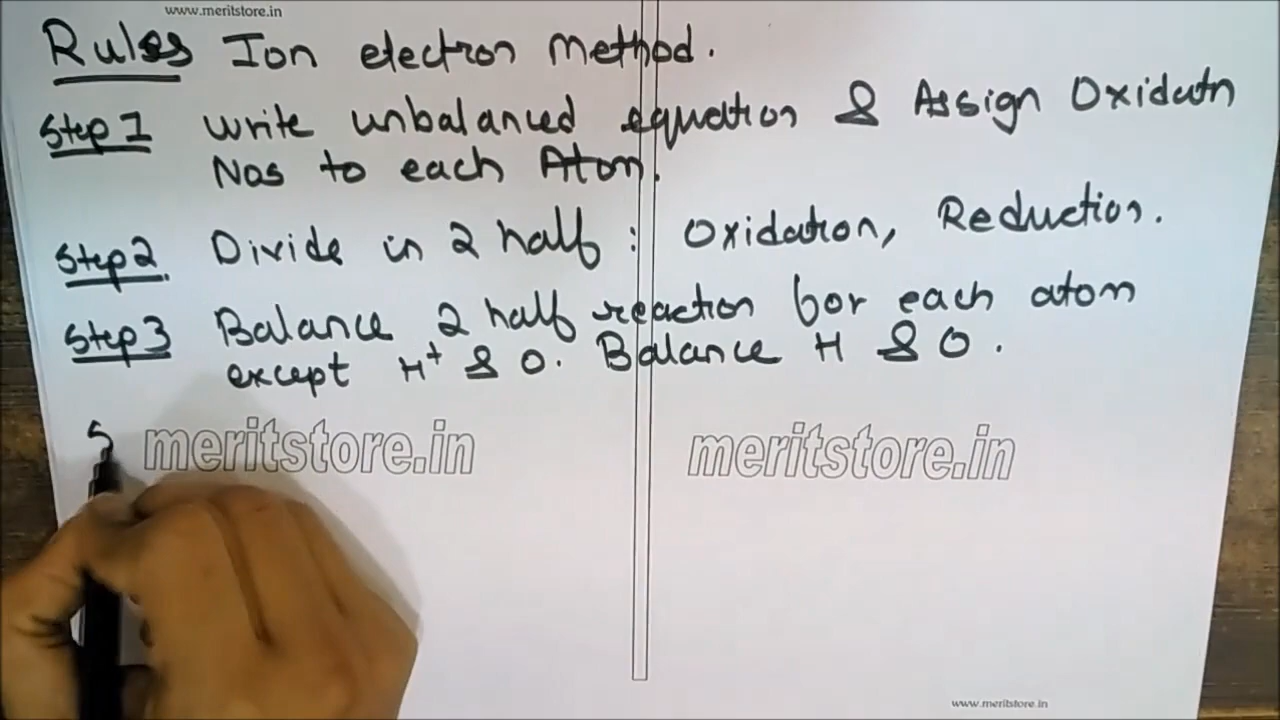 www.meritstore.in
Rules Ion electron method.
Step 1 write unbalanced equation & Assign Oxidatn
Nos to each Atom.
Step 2. Divide in 2 half : Oxidation, Reduction.
Step 3 Balance 2 half reaction for each atom
except H⁺ & O. Balance H & O.
S
meritstore.in meritstore.in
www.meritstore.in